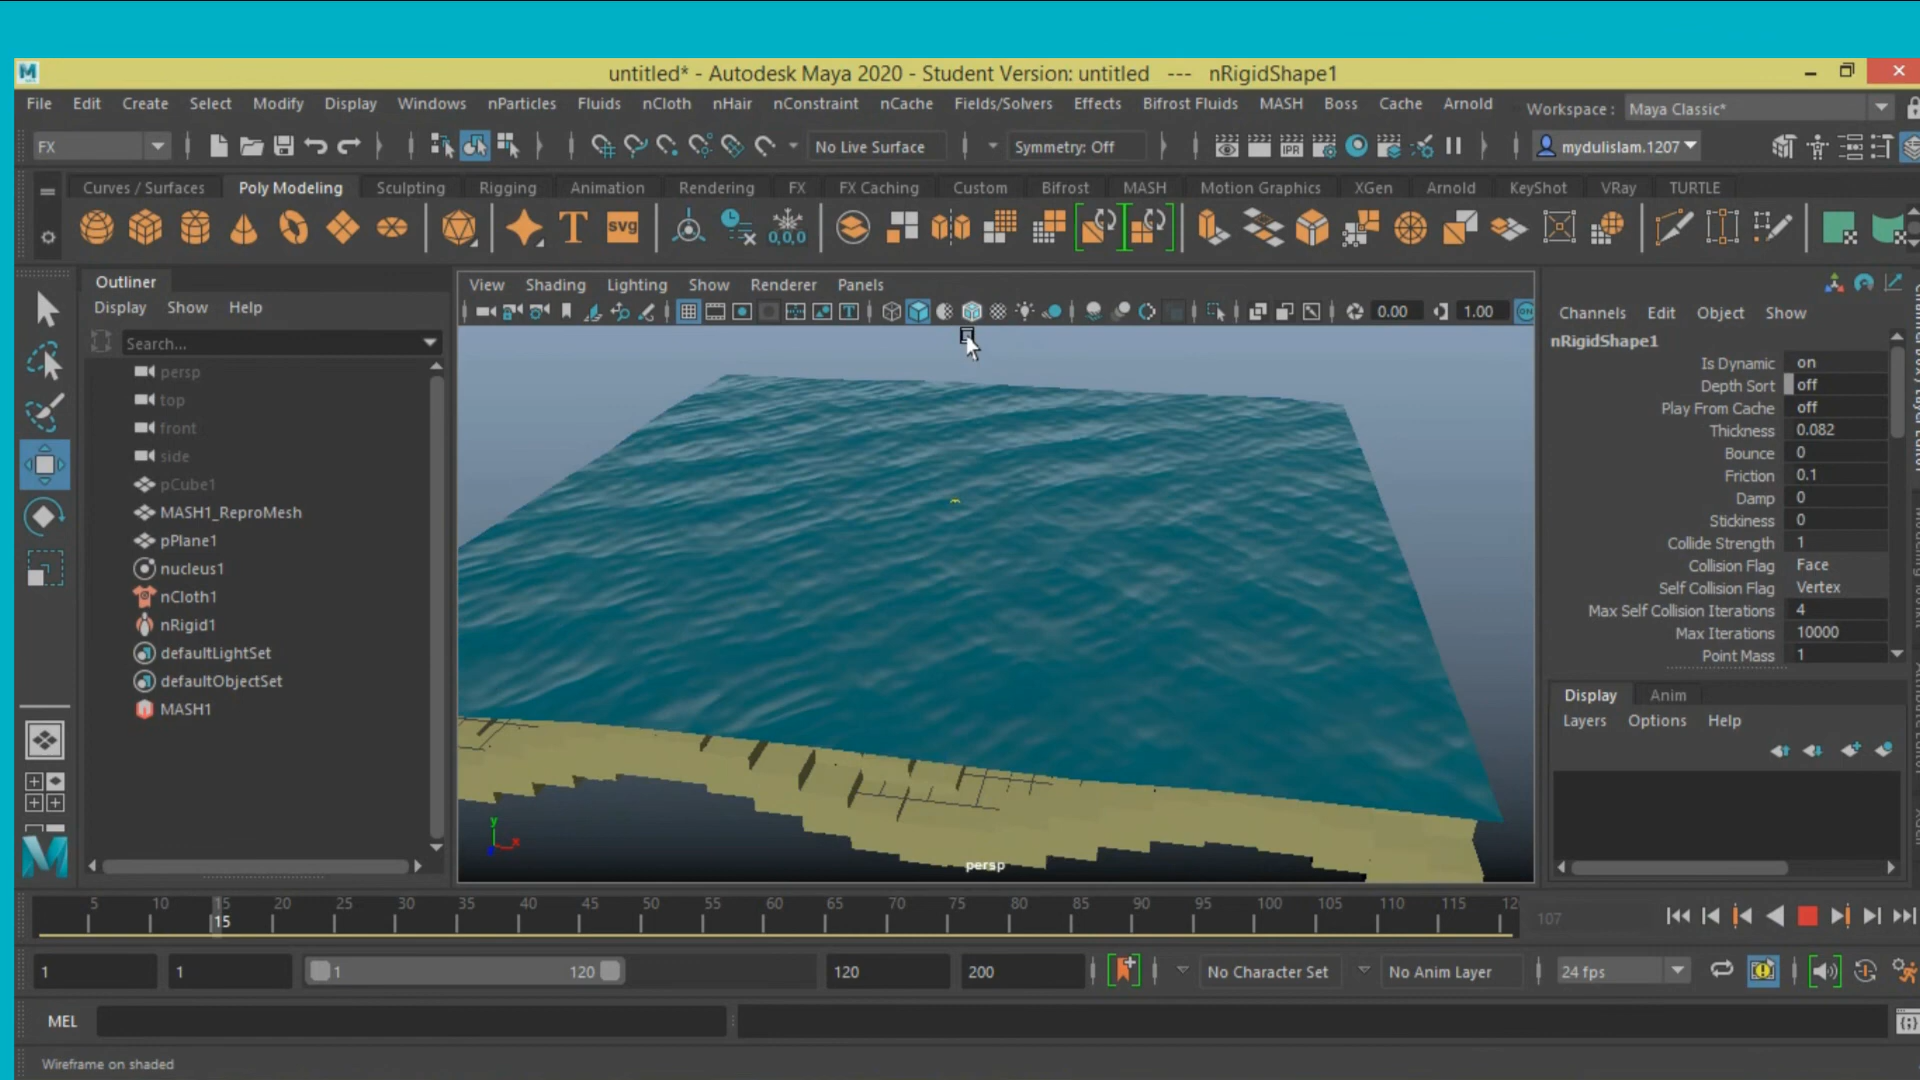 untitled* - Autodesk Maya 2020 - Student Version: untitled --- nRigidShape1
File Edit Create Select Modify Display Windows nParticles Fluids nCloth nHair nConstraint nCache Fields/Solvers Effects Bifrost Fluids MASH Boss Cache Arnold Workspace : Maya Classic*
FX No Live Surface Symmetry: Off IPR mydulislam.1207
Curves / Surfaces Poly Modeling Sculpting Rigging Animation Rendering FX FX Caching Custom Bifrost MASH Motion Graphics XGen Arnold KeyShot VRay TURTLE
T SVG 0,0,0
Outliner
Display Show Help
Search...
persp
top
front
side
pCube1
MASH1_ReproMesh
pPlane1
nucleus1
nCloth1
nRigid1
defaultLightSet
defaultObjectSet
MASH1
View Shading Lighting Show Renderer Panels
0.00 1.00 ON
y
x
persp
Channels Edit Object Show
nRigidShape1
Is Dynamic on
Depth Sort off
Play From Cache off
Thickness 0.082
Bounce 0
Friction 0.1
Damp 0
Stickiness 0
Collide Strength 1
Collision Flag Face
Self Collision Flag Vertex
Max Self Collision Iterations 4
Max Iterations 10000
Point Mass 1
Display Anim
Layers Options Help
5 10 15 20 25 30 35 40 45 50 55 60 65 70 75 80 85 90 95 100 105 110 115 12
15
107
1 1 1 120 120 200 No Character Set No Anim Layer 24 fps
MEL
Wireframe on shaded